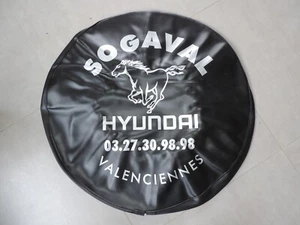 SOGAVAL
HYUNDAI
03.27.30.98.98
VALENCIENNES